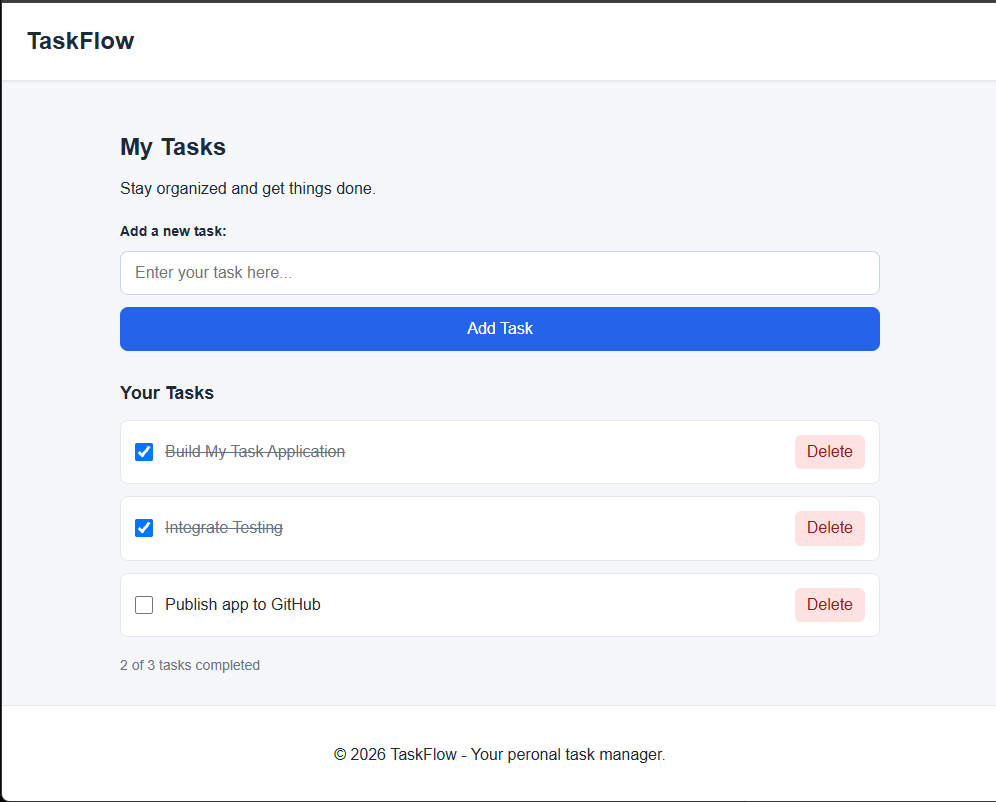 TaskFlow
My Tasks
Stay organized and get things done.
Add a new task:
Enter your task here...
Add Task
Your Tasks
Build My Task Application Delete
Integrate Testing Delete
Publish app to GitHub Delete
2 of 3 tasks completed
© 2026 TaskFlow - Your peronal task manager.